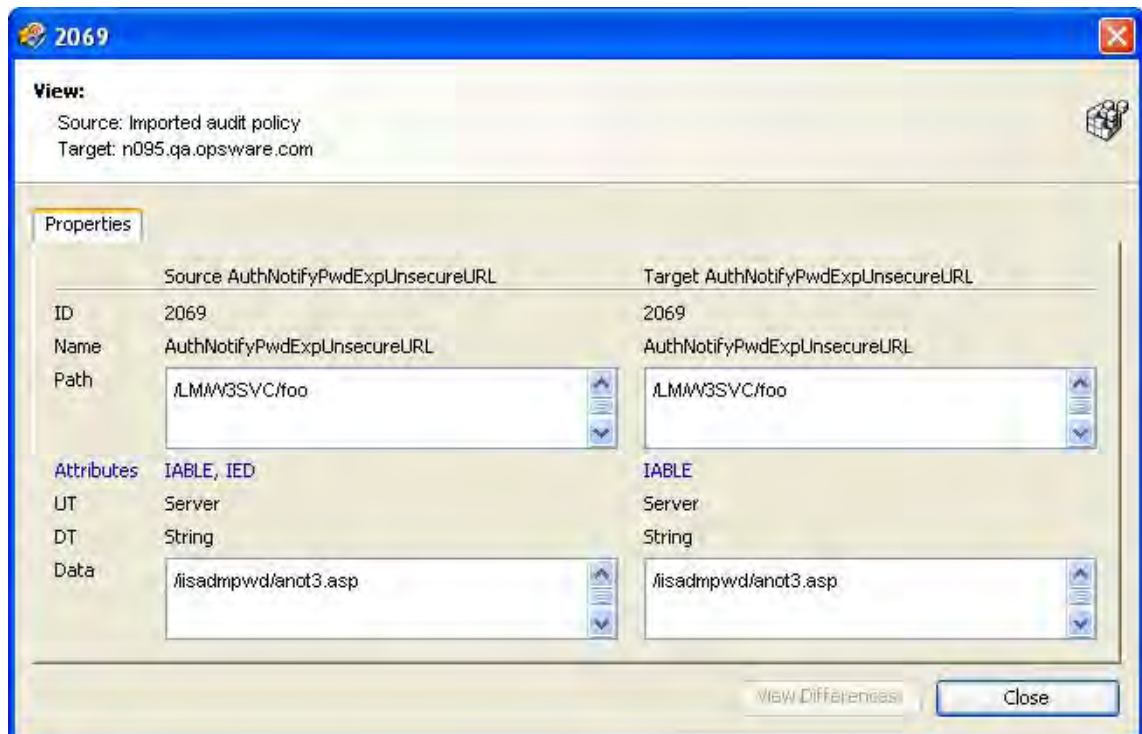 2069
View:
Source: Imported audit policy
Target: n095.qa.opsware.com
Properties
Source AuthNotifyPwdExpUnsecureURL Target AuthNotifyPwdExpUnsecureURL
ID 2069 2069
Name AuthNotifyPwdExpUnsecureURL AuthNotifyPwdExpUnsecureURL
Path /LM/W3SVC/foo /LM/W3SVC/foo
Attributes IABLE, IED IABLE
UT Server Server
DT String String
Data /iisadmpwd/anot3.asp /iisadmpwd/anot3.asp
View Differences Close